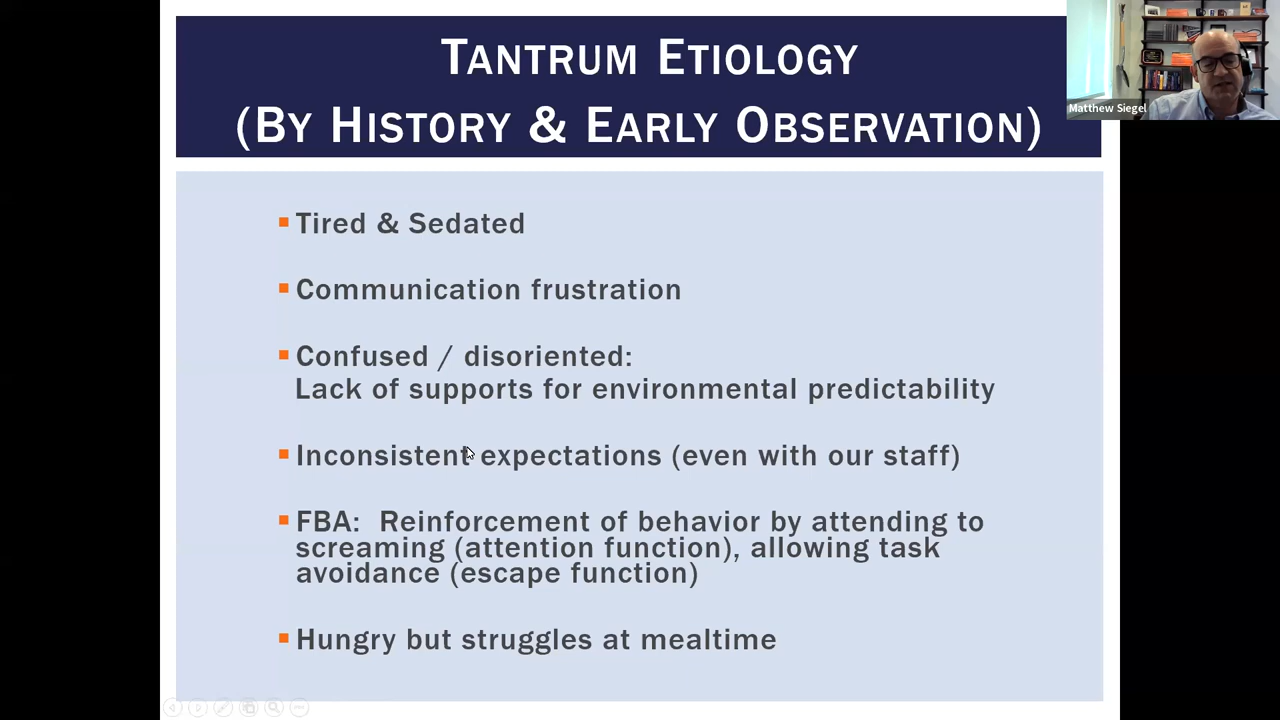 TANTRUM ETIOLOGY
(BY HISTORY & EARLY OBSERVATION)
Matthew Siegel
Tired & Sedated
Communication frustration
Confused / disoriented:
Lack of supports for environmental predictability
Inconsistent expectations (even with our staff)
FBA: Reinforcement of behavior by attending to
screaming (attention function), allowing task
avoidance (escape function)
Hungry but struggles at mealtime